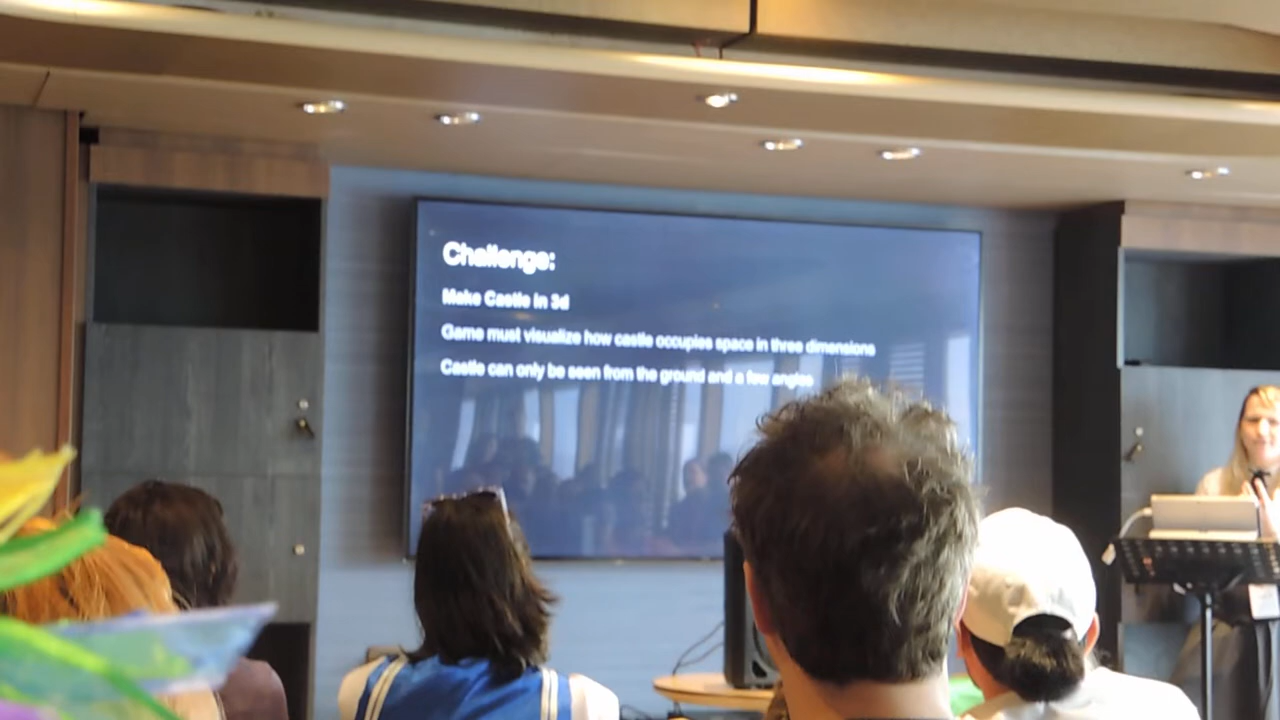 Challenge:
Make Castle in 3d
Game must visualize how castle occupies space in three dimensions
Castle can only be seen from the ground and a few angles